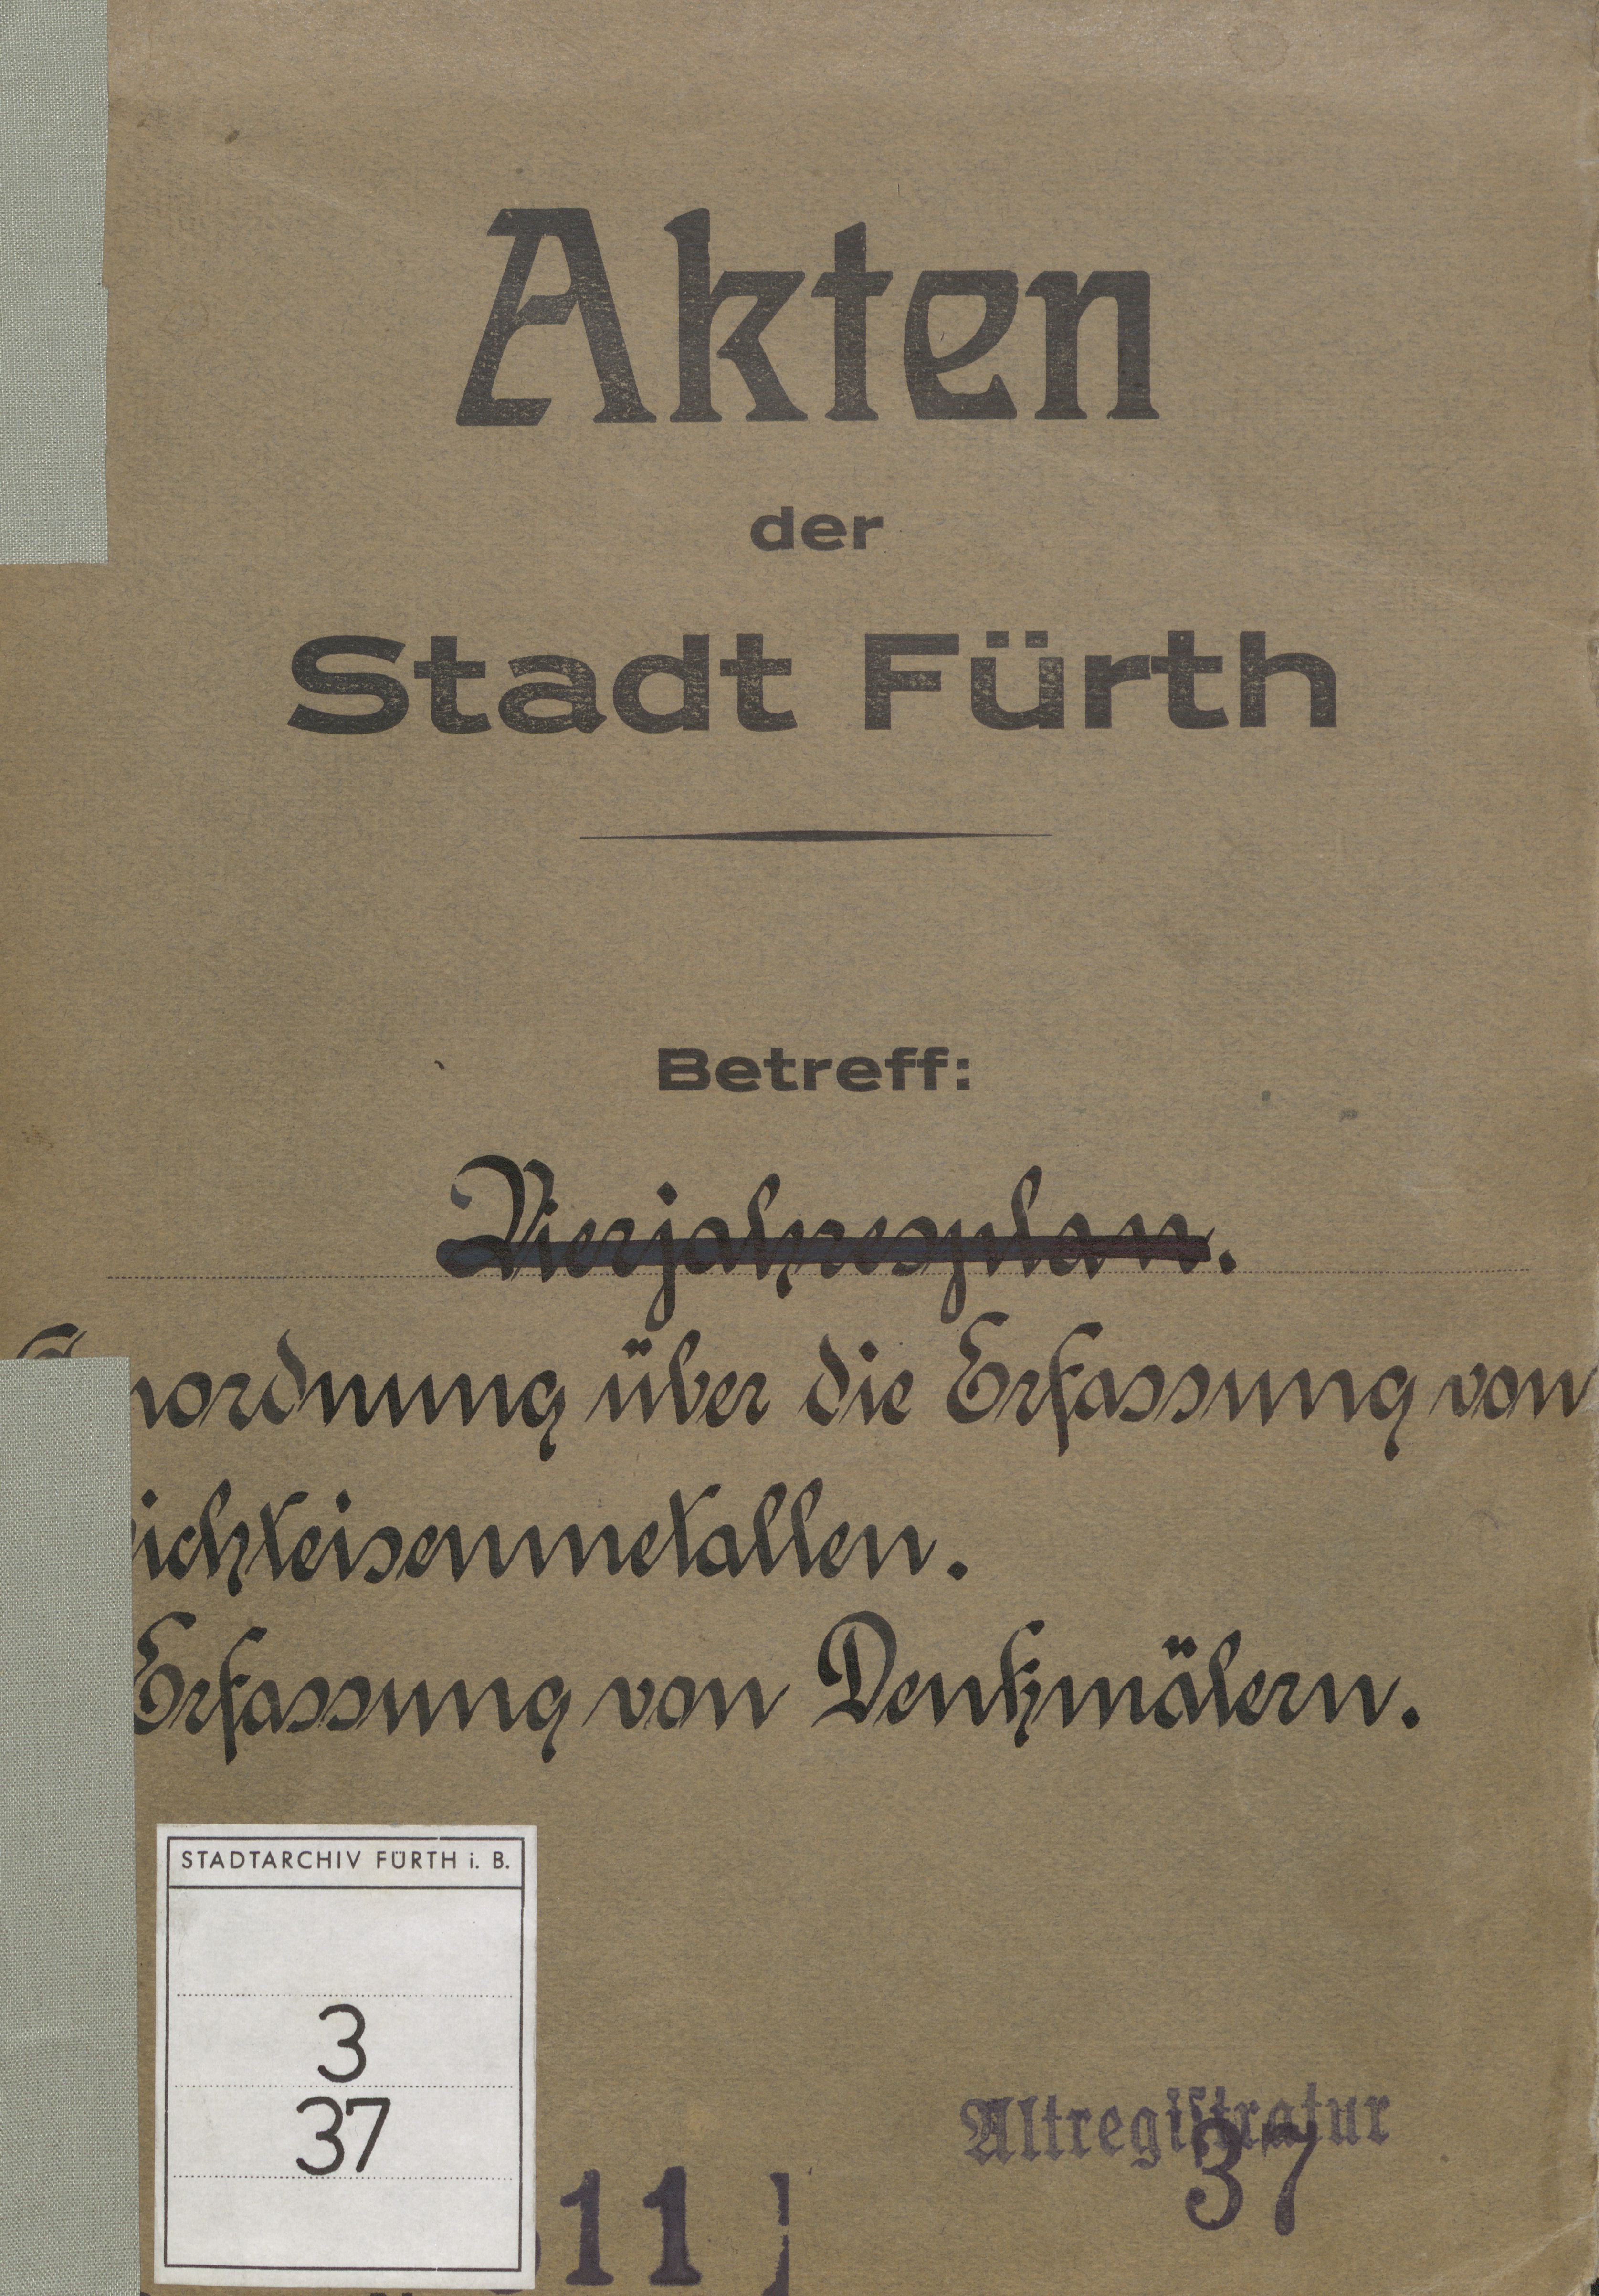 Akten
der
Stadt Fürth
Betreff:
Vierjahresplan.
nordnung über die Erfassung von
ichteisenmetallen.
Erfassung von Denkmälern.
STADTARCHIV FÜRTH i. B.
3
37
Altregistratur
37
11